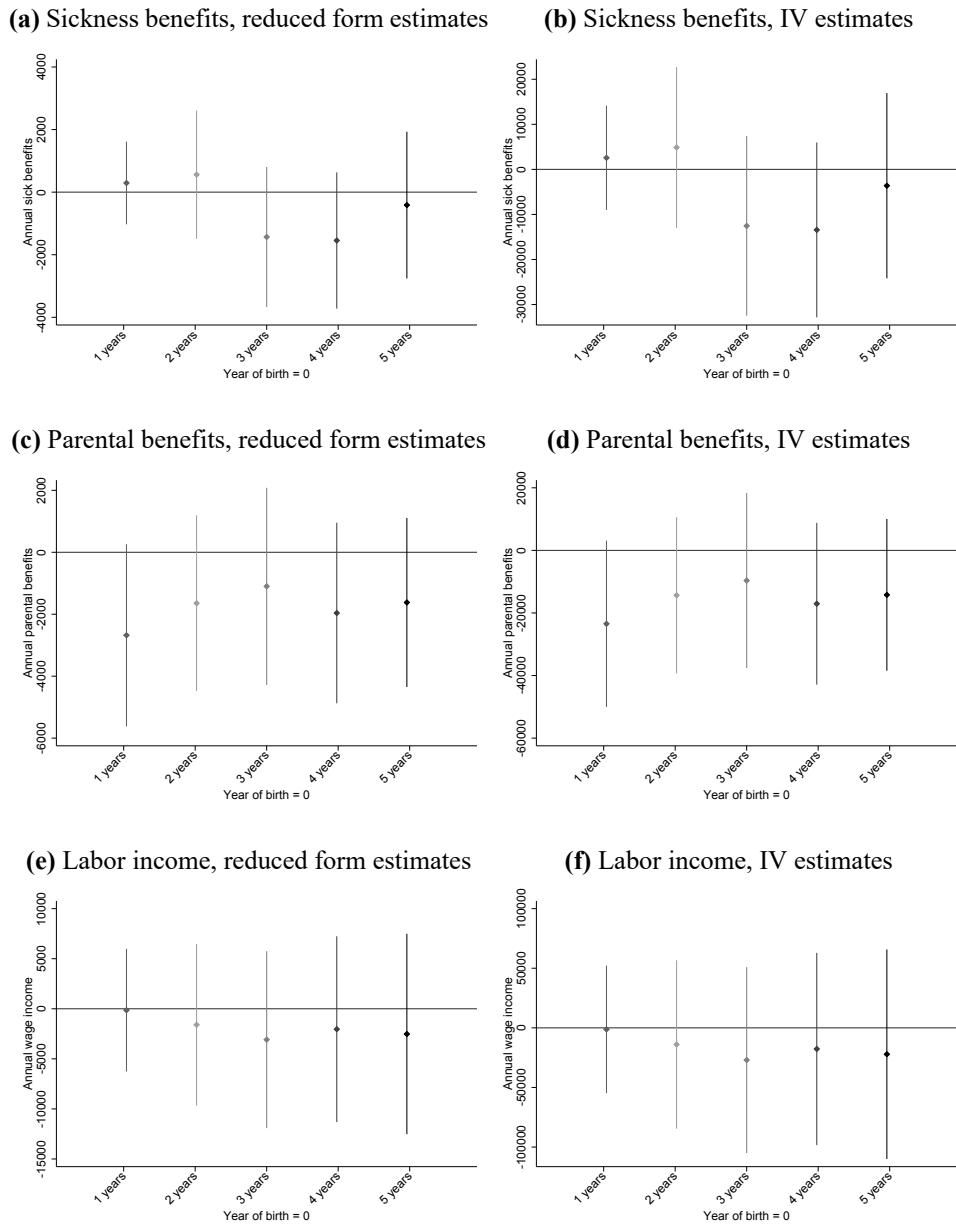 (a) Sickness benefits, reduced form estimates
Annual sick benefits
4000
2000
0
-2000
-4000
1 years
2 years
3 years
4 years
5 years
Year of birth = 0
(b) Sickness benefits, IV estimates
Annual sick benefits
20000
10000
0
-10000
-20000
-30000
1 years
2 years
3 years
4 years
5 years
Year of birth = 0
(c) Parental benefits, reduced form estimates
Annual parental benefits
2000
0
-2000
-4000
-6000
1 years
2 years
3 years
4 years
5 years
Year of birth = 0
(d) Parental benefits, IV estimates
Annual parental benefits
20000
0
-20000
-40000
-60000
1 years
2 years
3 years
4 years
5 years
Year of birth = 0
(e) Labor income, reduced form estimates
Annual wage income
10000
5000
0
-5000
-10000
-15000
1 years
2 years
3 years
4 years
5 years
Year of birth = 0
(f) Labor income, IV estimates
Annual wage income
100000
50000
0
-50000
-100000
1 years
2 years
3 years
4 years
5 years
Year of birth = 0